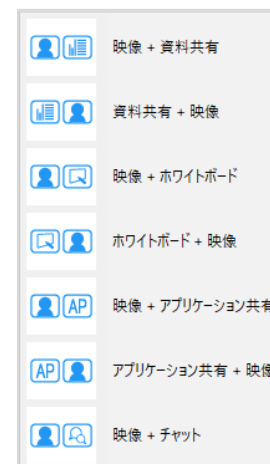 映像 + 資料共有
資料共有 + 映像
映像 + ホワイトボード
ホワイトボード + 映像
AP
映像 + アプリケーション共有
AP
アプリケーション共有 + 映像
映像 + チャット